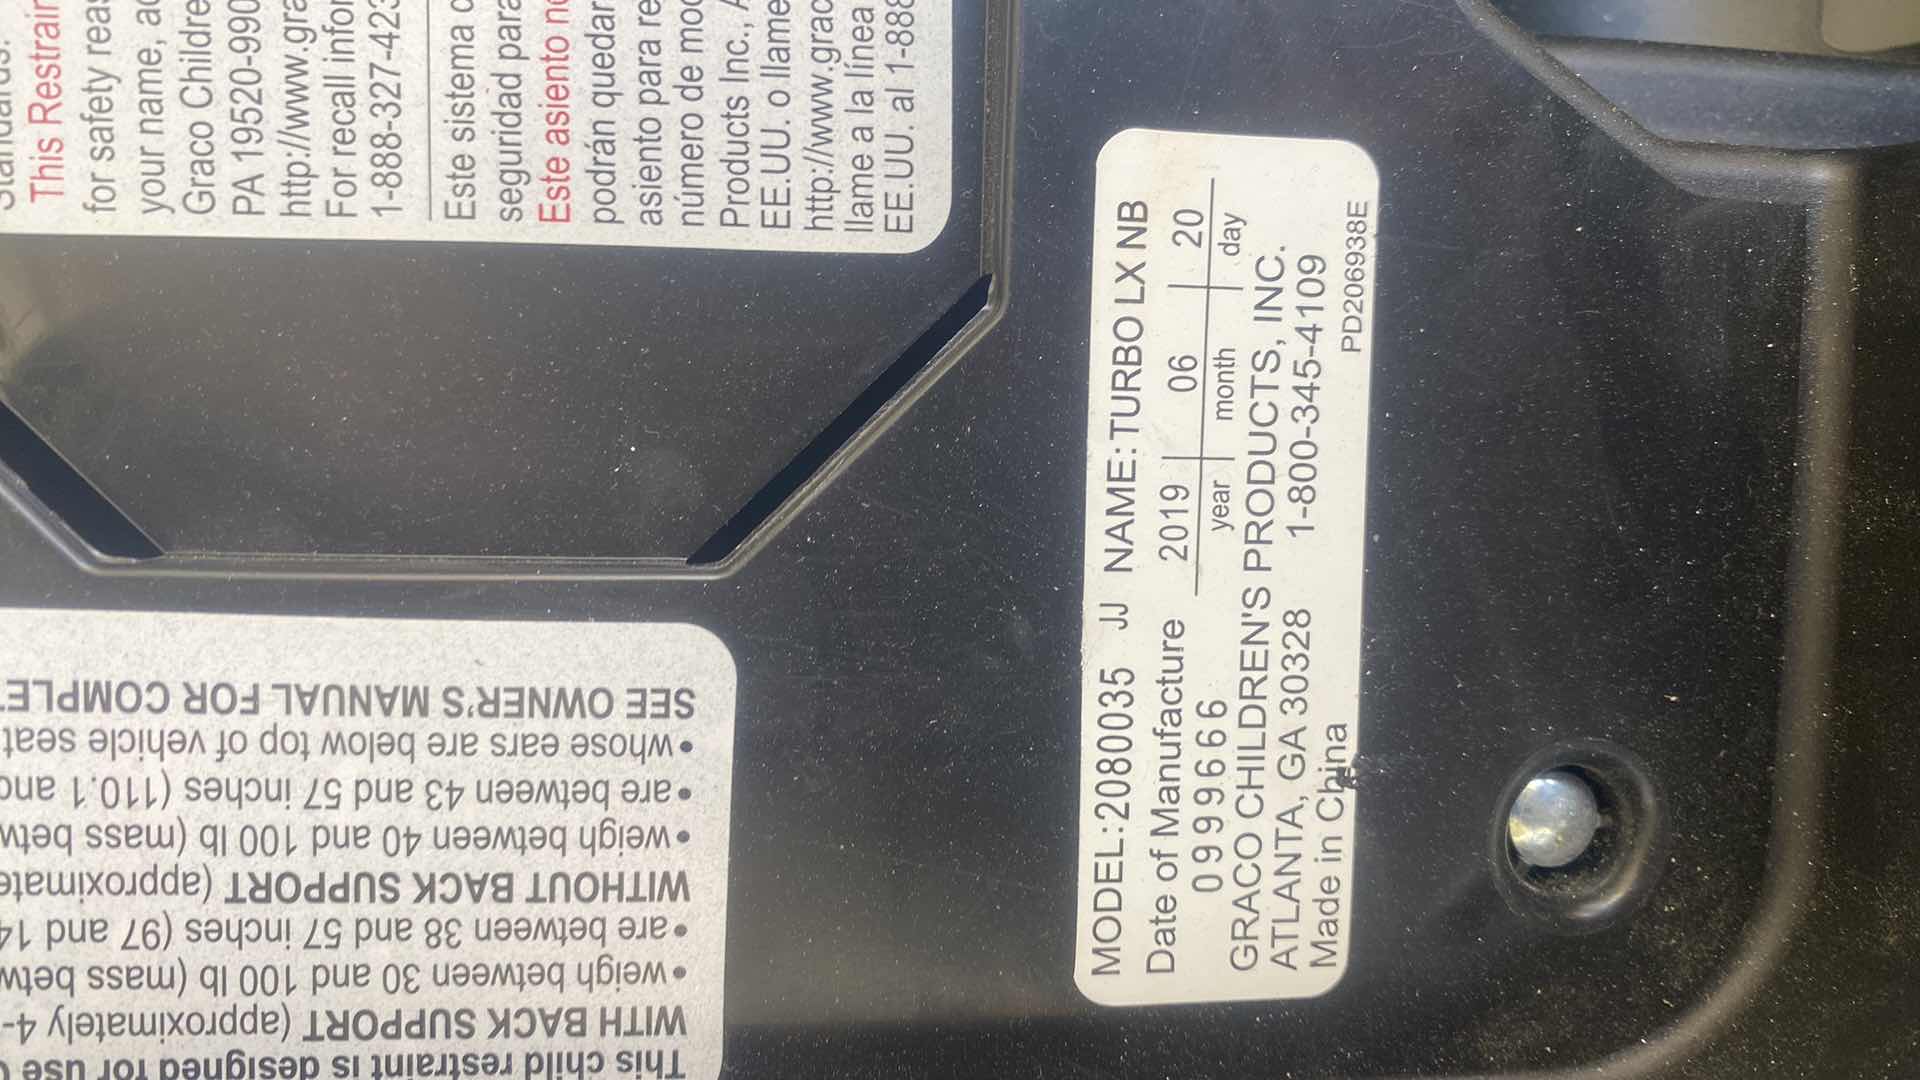 Standards.
This Restrain
for safety reas
your name, ad
Graco Childre
PA 19520-990
http://www.gra
For recall infor
1-888-327-423
Este sistema d
seguridad para
Este asiento no
podrán quedar
asiento para re
número de mod
Products Inc., A
EE.UU. o llame
http://www.grac
llame a la línea
EE.UU. al 1-888
MODEL:2080035 JJ NAME:TURBO LX NB
Date of Manufacture 2019 | 06 | 20
0999666 year | month | day
GRACO CHILDREN'S PRODUCTS, INC.
ATLANTA, GA 30328 1-800-345-4109
Made in China
PD206938E
This child restraint is designed for use
WITH BACK SUPPORT (approximately 4-
•weigh between 30 and 100 lb (mass betw
•are between 38 and 57 inches (97 and 14
WITHOUT BACK SUPPORT (approximate
•weigh between 40 and 100 lb (mass betw
•are between 43 and 57 inches (110.1 and
•whose ears are below top of vehicle seat
SEE OWNER'S MANUAL FOR COMPLE